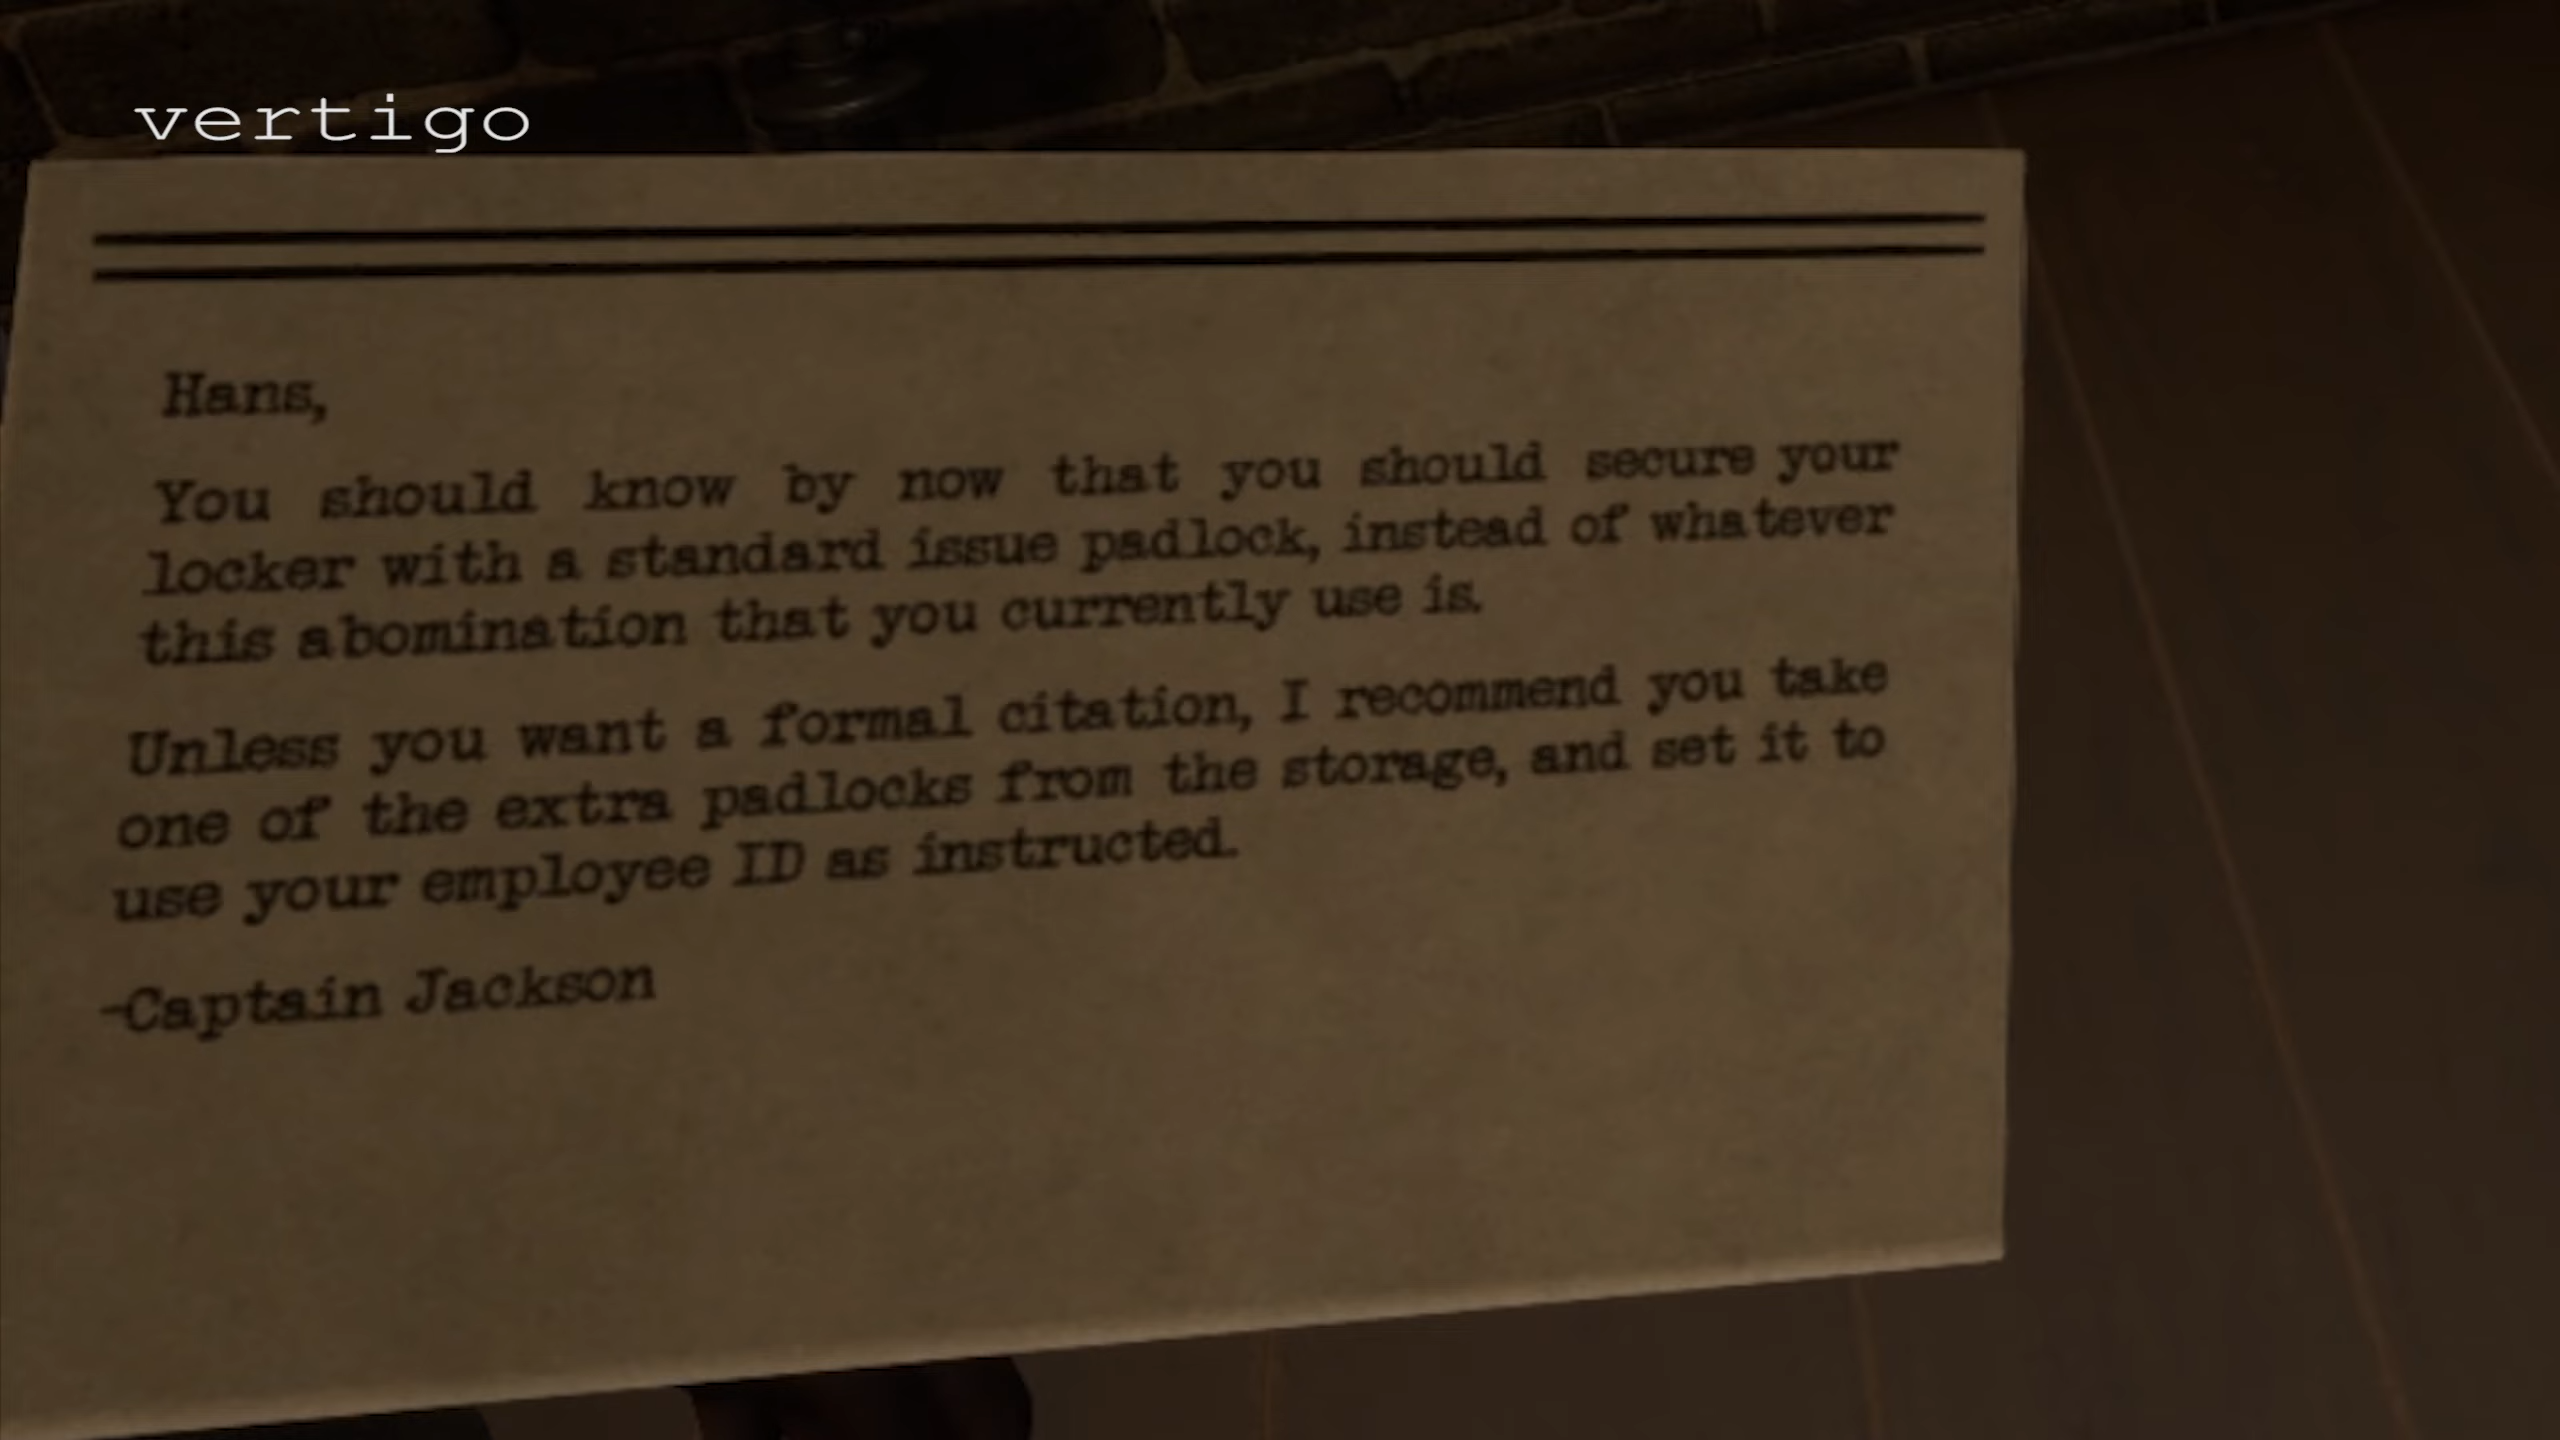 vertigo
Hans,
You should know by now that you should secure your
locker with a standard issue padlock, instead of whatever
this abomination that you currently use is.
Unless you want a formal citation, I recommend you take
one of the extra padlocks from the storage, and set it to
use your employee ID as instructed.
-Captain Jackson